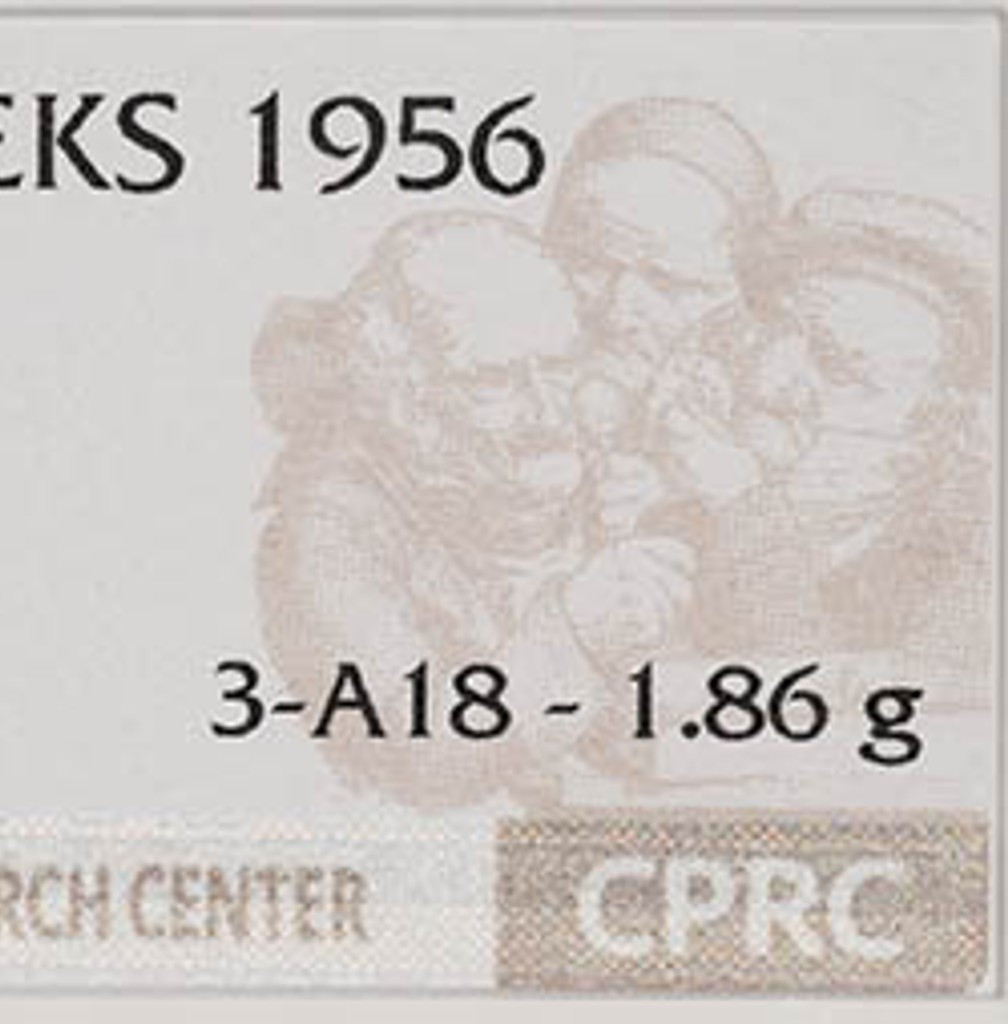 EKS 1956
3-A18 - 1.86 g
RCH CENTER CPRC